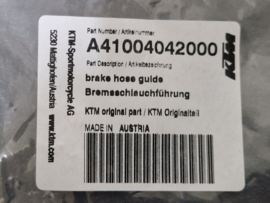 Part Number / Artikelnummer
A41004042000
Part Description / Artikelbezeichnung
brake hose guide
Bremsschlauchführung
KTM original part / KTM Originalteil
MADE IN AUSTRIA
KTM-Sportmotorcycle AG
5230 Mattighofen/Austria
www.ktm.com
KTM